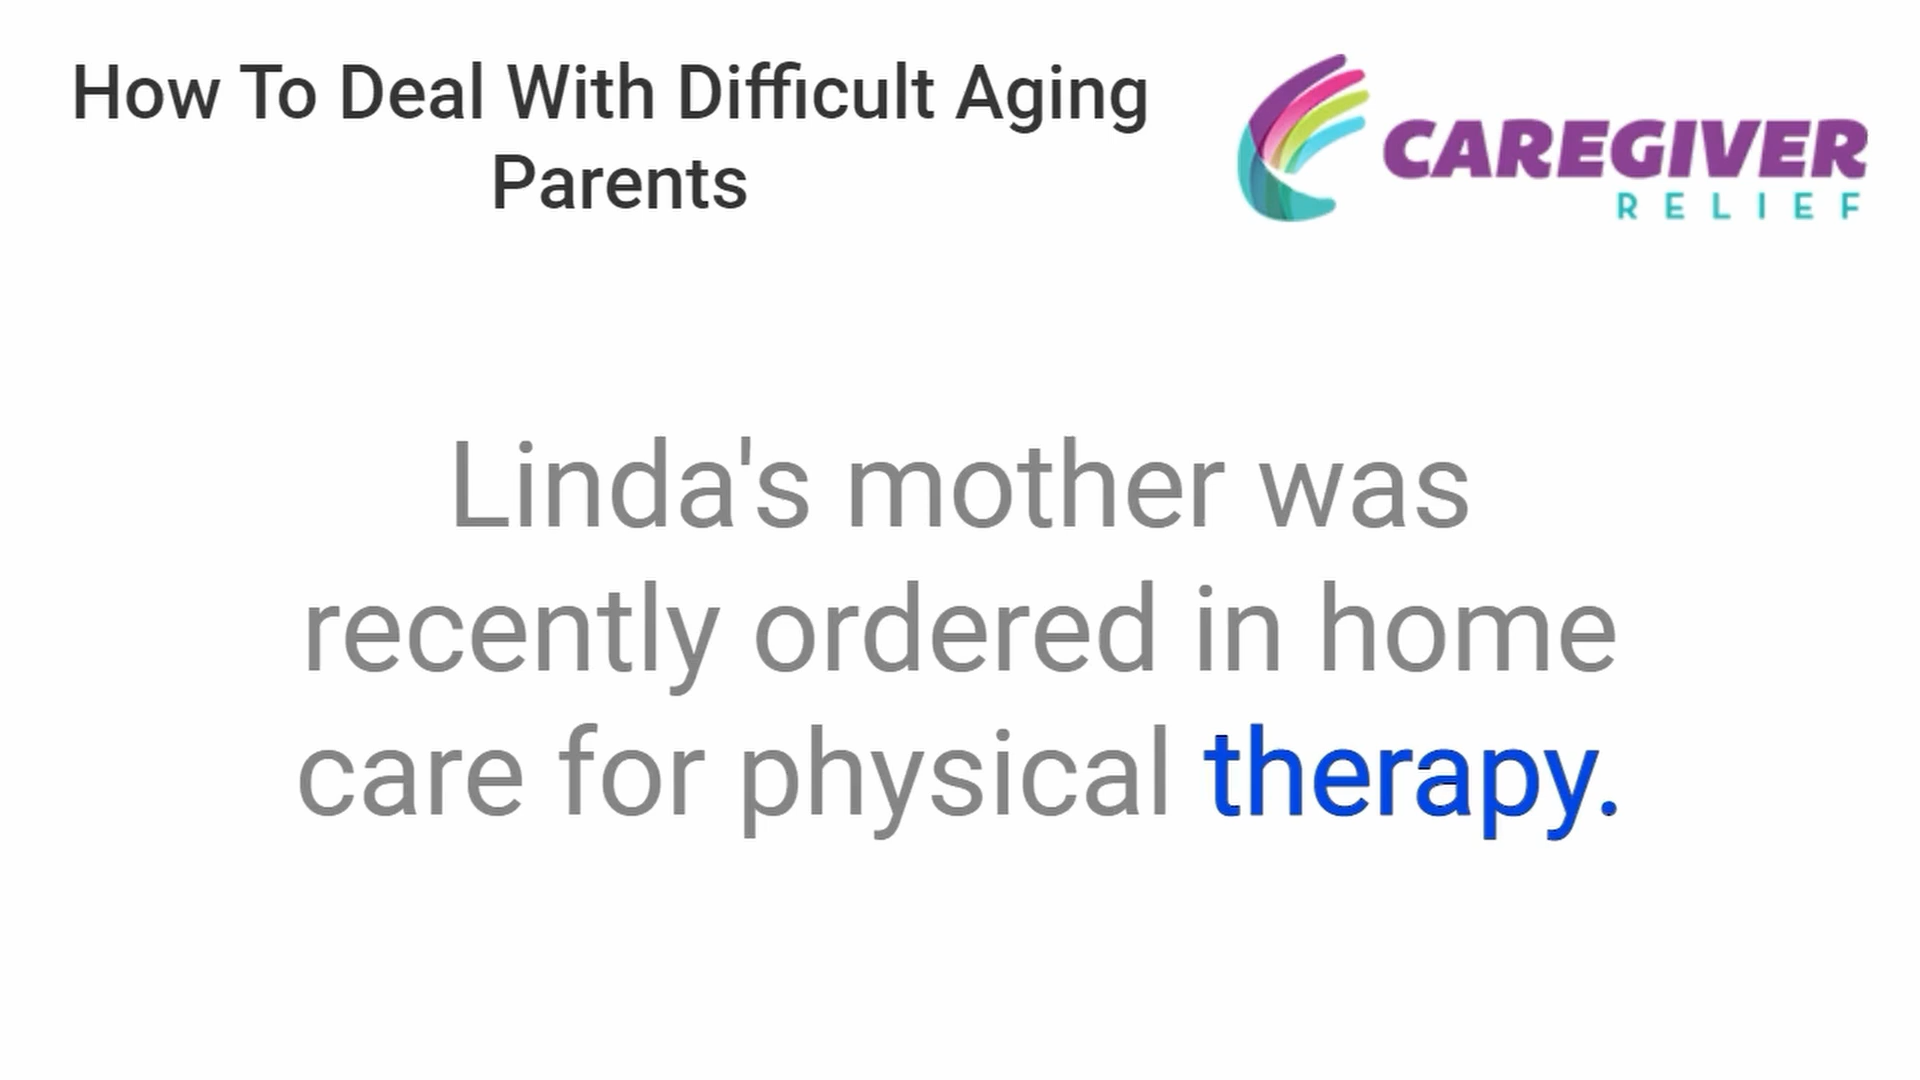 How To Deal With Difficult Aging
Parents
CAREGIVER
RELIEF
Linda's mother was
recently ordered in home
care for physical therapy.